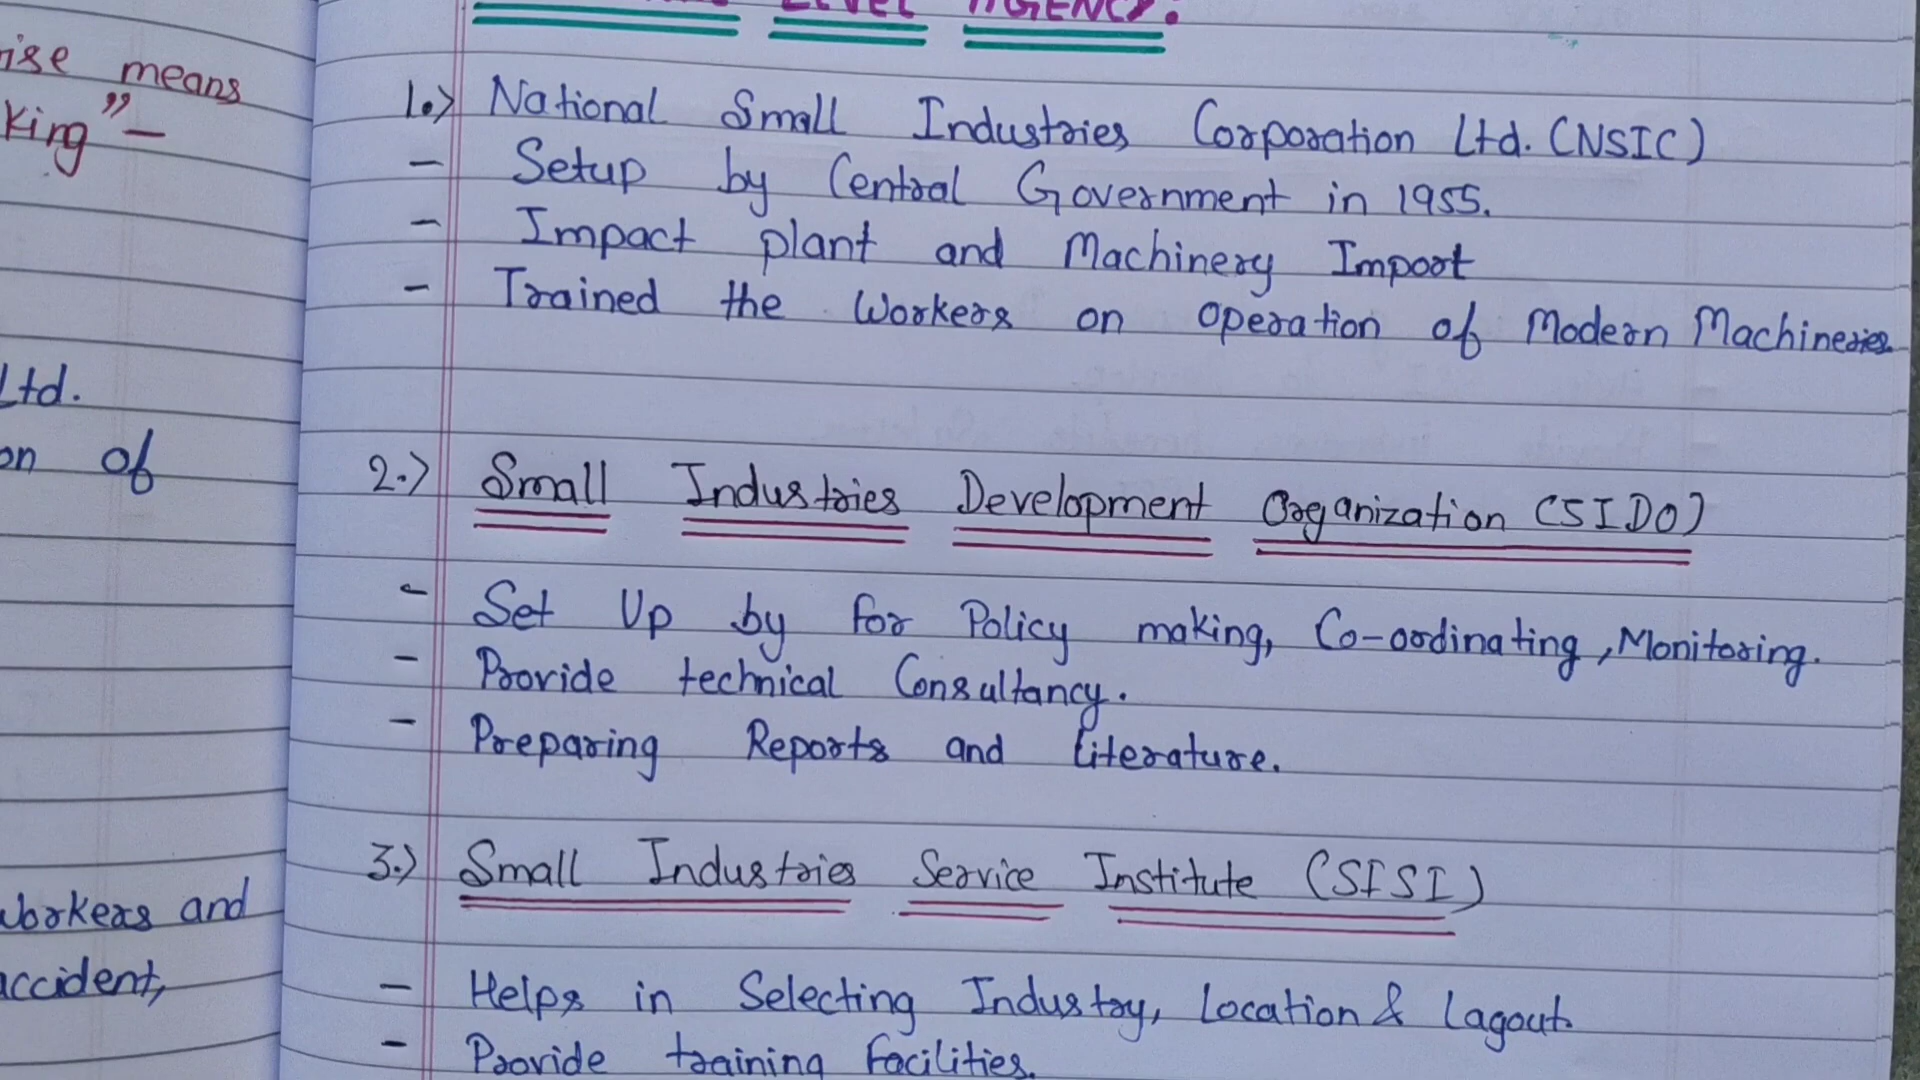 ise means
King" –
Ltd.
on of
Workers and
accident,
LEVEL AGENCY.
1.) National Small Industries Corporation Ltd. (NSIC)
– Setup by Central Government in 1955.
– Impact plant and Machinery Import
– Trained the Workers on operation of Modern Machineries
2.) Small Industries Development Organization (SIDO)
– Set Up by for Policy making, Co-ordinating, Monitoring.
– Provide technical Consultancy.
– Preparing Reports and literature.
3.) Small Industries Service Institute (SISI)
– Helps in Selecting Industry, Location & Lagout.
– Provide training Facilities.